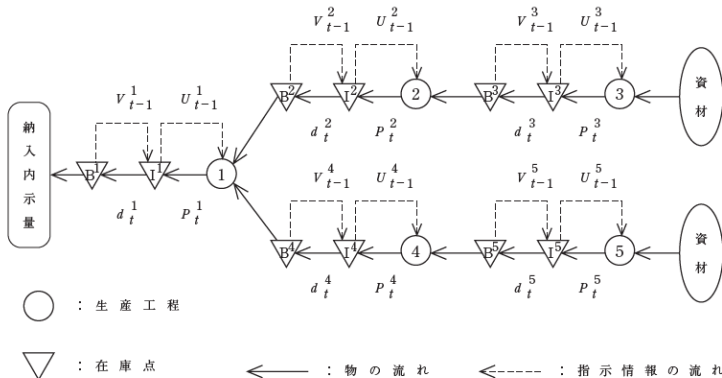 V²ₜ₋₁ U²ₜ₋₁ V³ₜ₋₁ U³ₜ₋₁
B² I² 2 B³ I³ 3
資材
d²ₜ P²ₜ d³ₜ P³ₜ
V¹ₜ₋₁ U¹ₜ₋₁
納入内示量
B¹ I¹ 1
d¹ₜ P¹ₜ
V⁴ₜ₋₁ U⁴ₜ₋₁ V⁵ₜ₋₁ U⁵ₜ₋₁
B⁴ I⁴ 4 B⁵ I⁵ 5
資材
d⁴ₜ P⁴ₜ d⁵ₜ P⁵ₜ
:生産工程
:在庫点 :物の流れ :指示情報の流れ